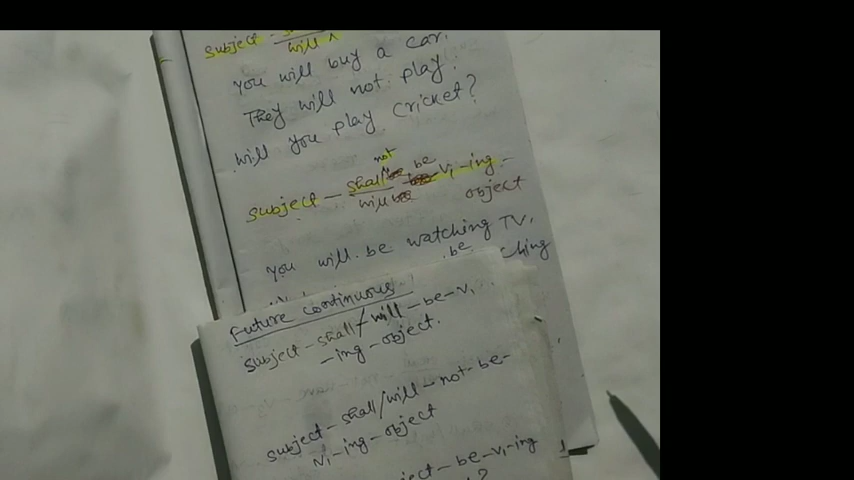 subject -
will
You will buy a car.
They will not play.
Will you play cricket?
not
subject - shall be v1-ing -
will object
You will be watching TV.
be ching
Future continuous
subject - shall/will - be - v1
- ing - object.
subject - shall/will - not - be -
v1 - ing - object
ject - be - v1 - ing
?